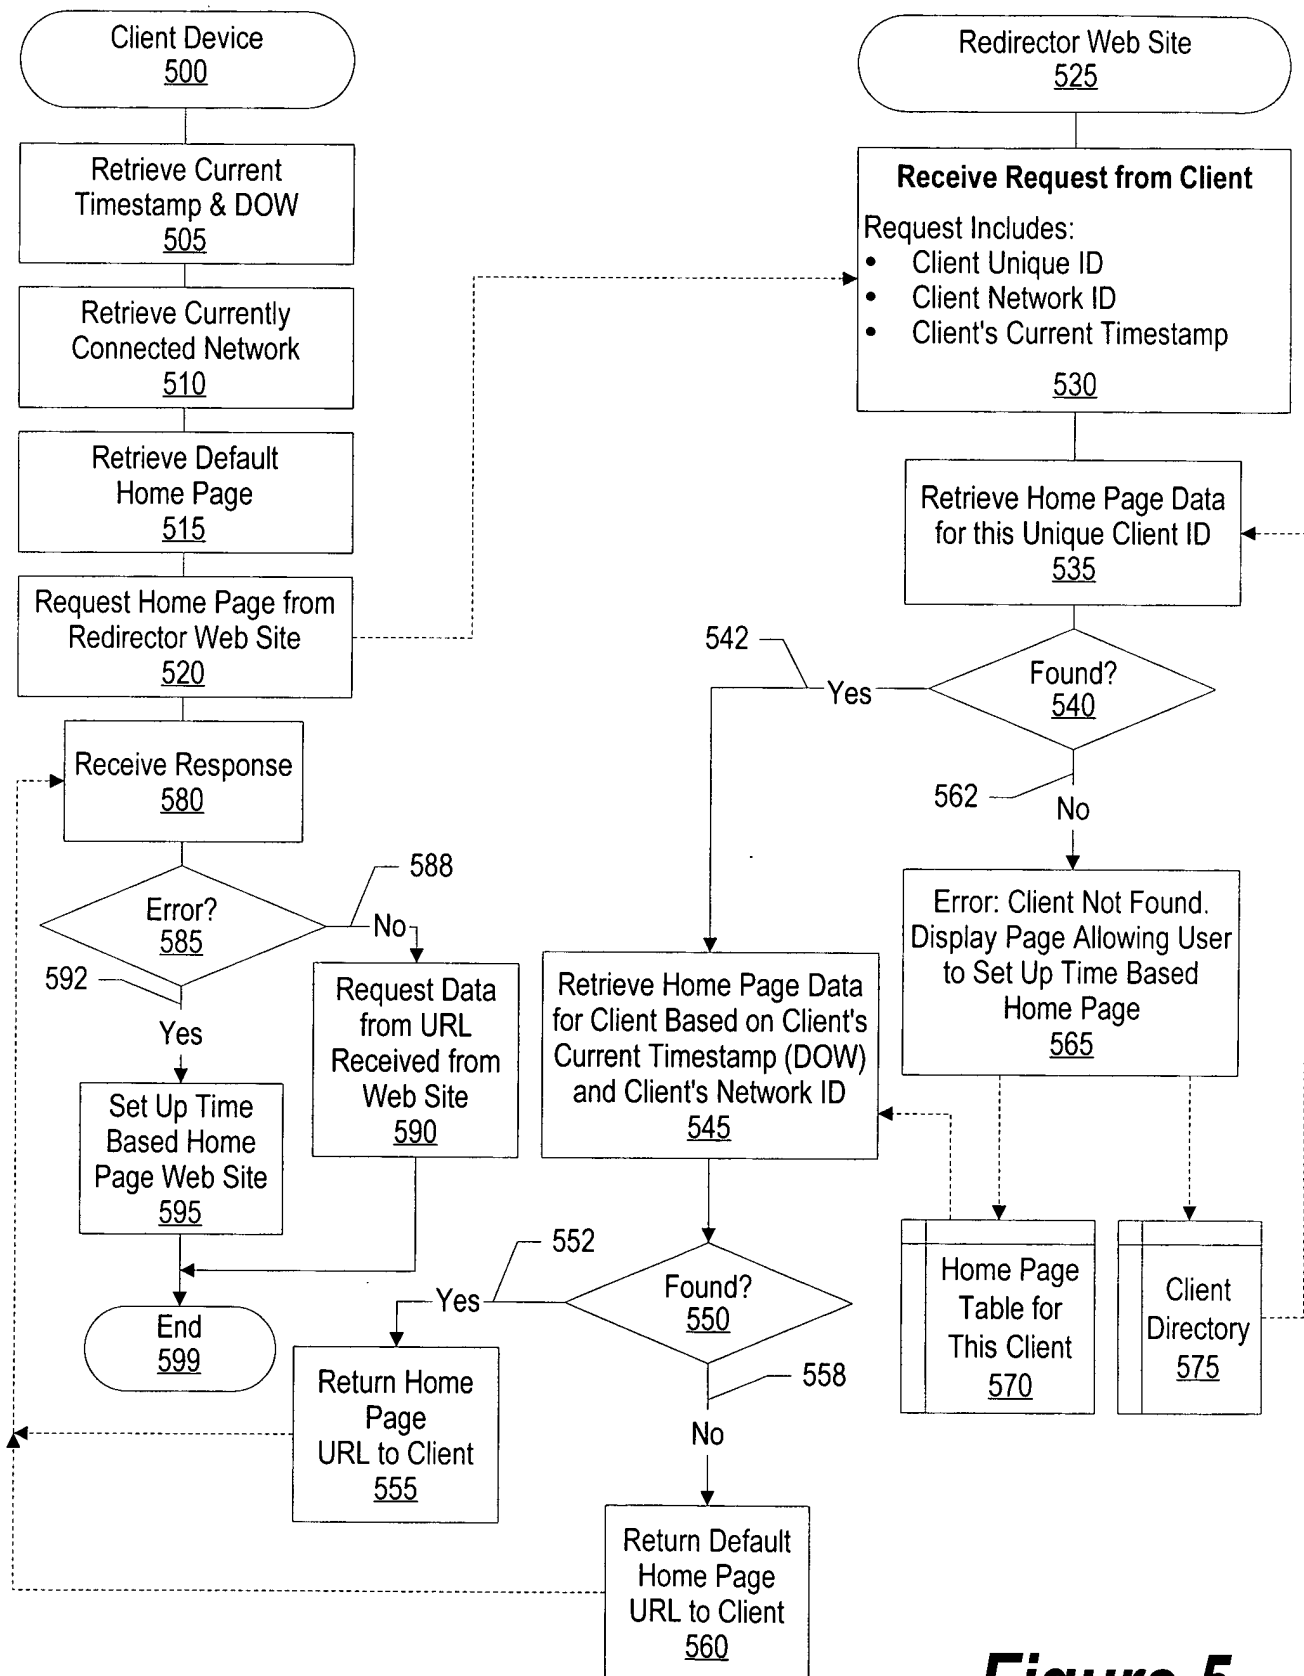 Client Device
500
Retrieve Current
Timestamp & DOW
505
Retrieve Currently
Connected Network
510
Retrieve Default
Home Page
515
Request Home Page from
Redirector Web Site
520
Receive Response
580
Error?
585
588
No
592
Yes
Request Data
from URL
Received from
Web Site
590
Set Up Time
Based Home
Page Web Site
595
End
599
Redirector Web Site
525
Receive Request from Client
Request Includes:
• Client Unique ID
• Client Network ID
• Client's Current Timestamp
530
Retrieve Home Page Data
for this Unique Client ID
535
Found?
540
542
Yes
562
No
Error: Client Not Found.
Display Page Allowing User
to Set Up Time Based
Home Page
565
Retrieve Home Page Data
for Client Based on Client's
Current Timestamp (DOW)
and Client's Network ID
545
Home Page
Table for
This Client
570
Client
Directory
575
Found?
550
552
Yes
558
No
Return Home
Page
URL to Client
555
Return Default
Home Page
URL to Client
560
Figure 5